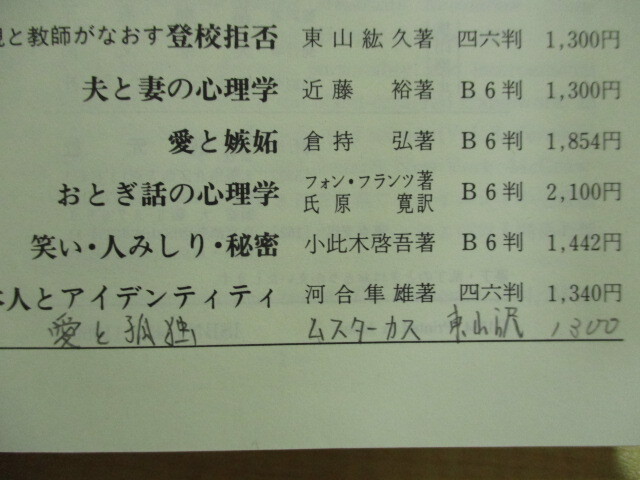 と教師がなおす登校拒否 東山紘久著 四六判 1,300円
夫と妻の心理学 近藤 裕著 B6判 1,300円
愛と嫉妬 倉持 弘著 B6判 1,854円
おとぎ話の心理学 フォン・フランツ著 氏原 寛訳 B6判 2,100円
笑い・人みしり・秘密 小此木啓吾著 B6判 1,442円
人とアイデンティティ 河合隼雄著 四六判 1,340円
愛と孤独 ムスターカス 東山訳 1300